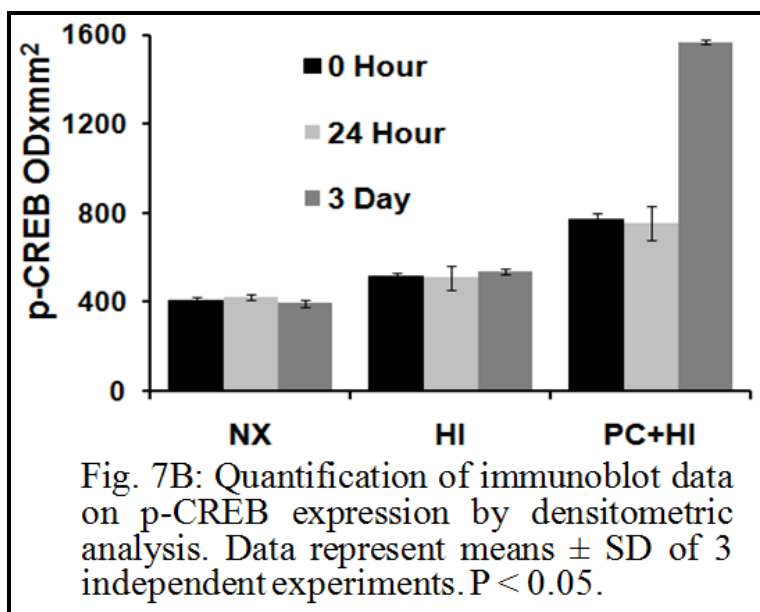 1600
1200
800
400
0
p-CREB ODxmm²
0 Hour
24 Hour
3 Day
NX HI PC+HI
Fig. 7B: Quantification of immunoblot data
on p-CREB expression by densitometric
analysis. Data represent means ± SD of 3
independent experiments. P < 0.05.